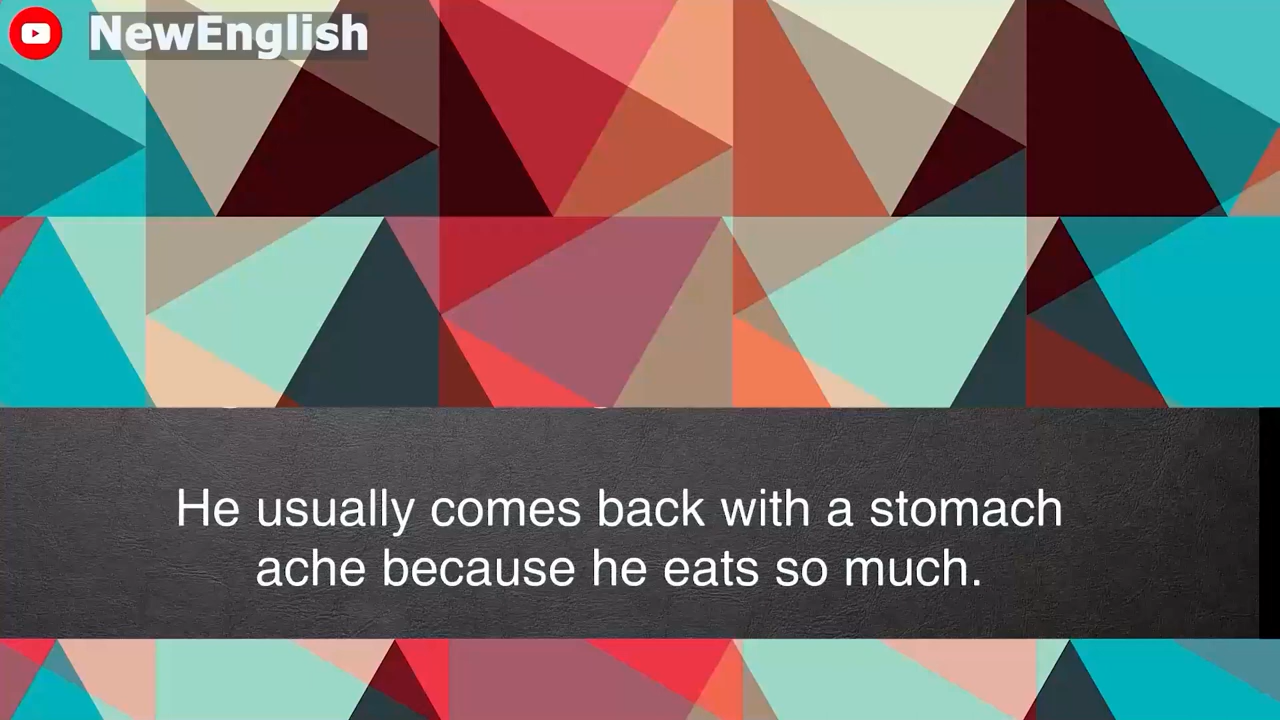 NewEnglish
He usually comes back with a stomach
ache because he eats so much.